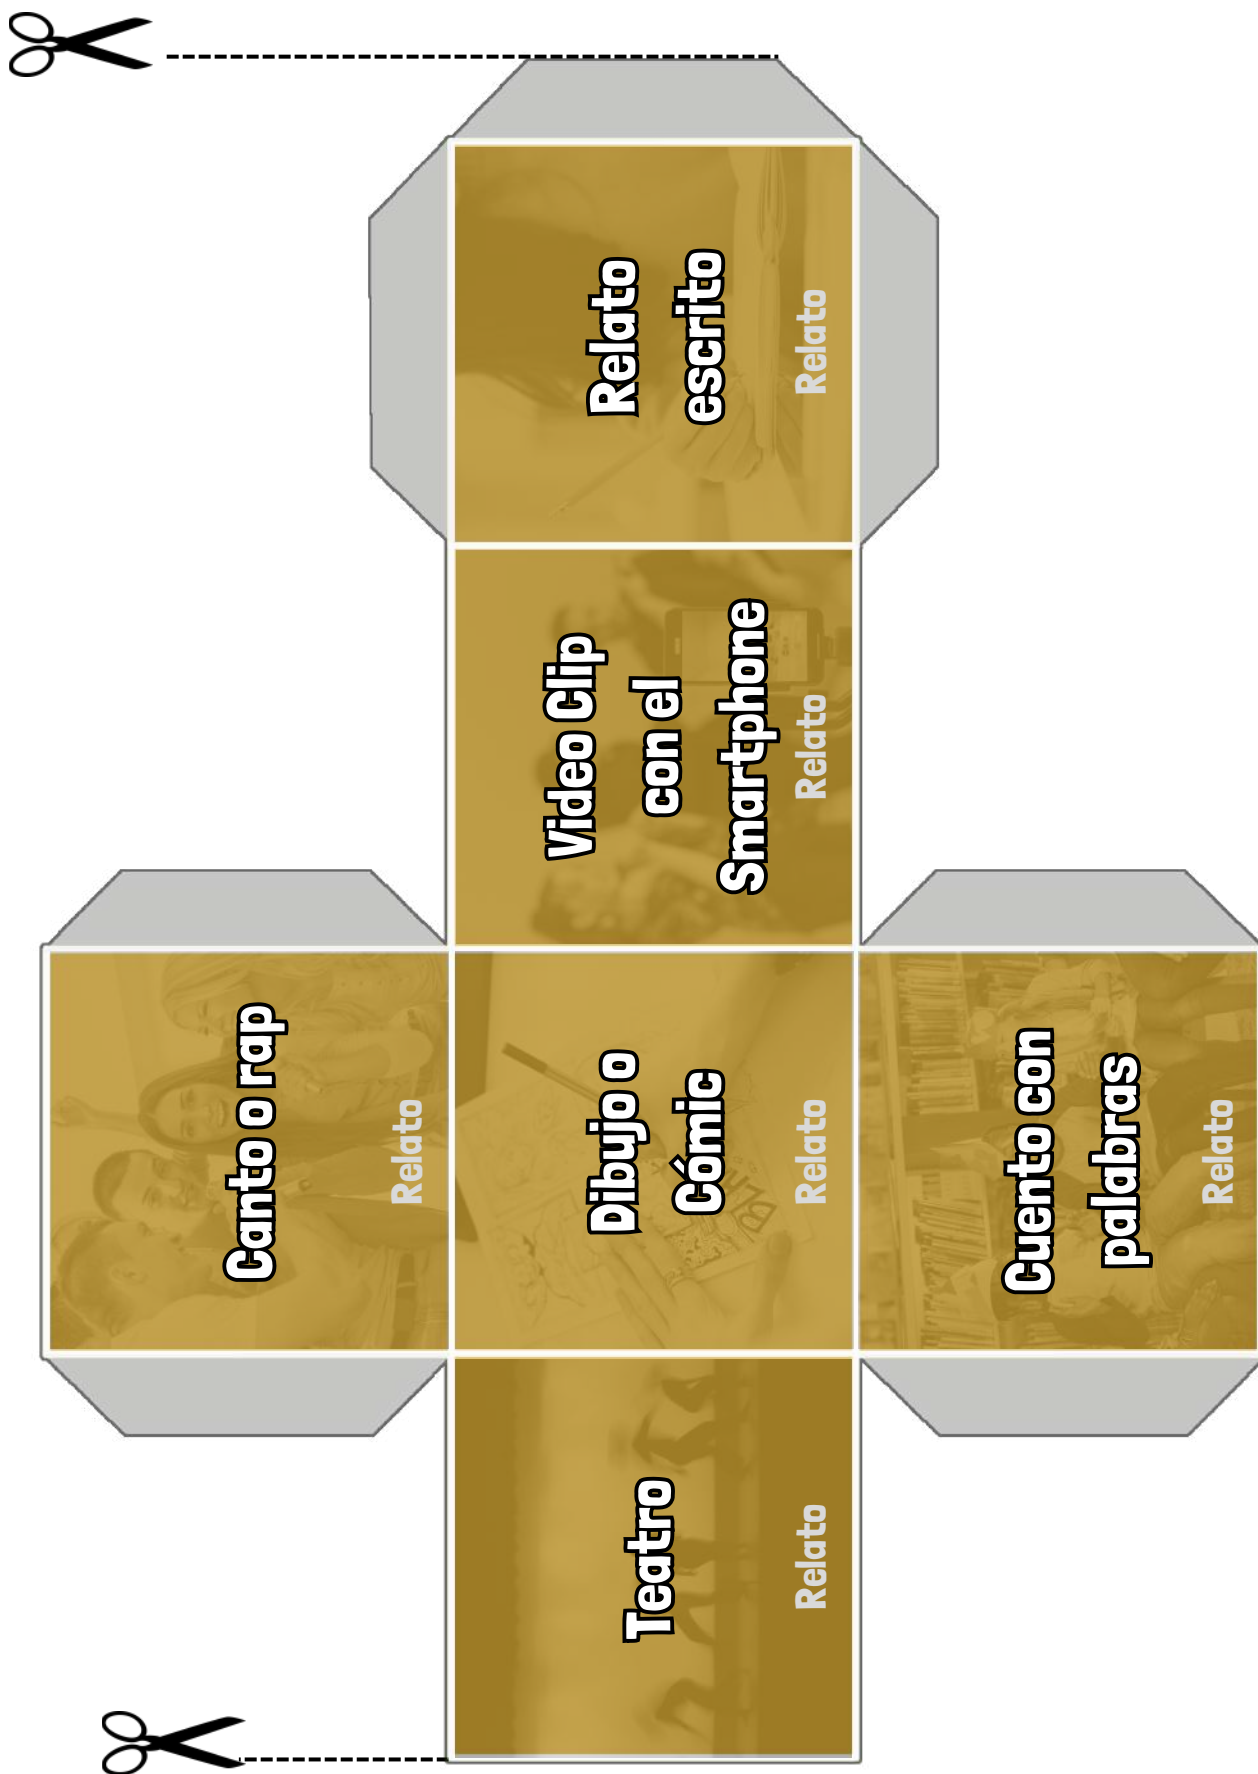 Relato
escrito
Relato
Video Clip
con el
Smartphone
Relato
Canto o rap
Relato
Dibujo o
Cómic
Relato
Cuento con
palabras
Relato
Teatro
Relato